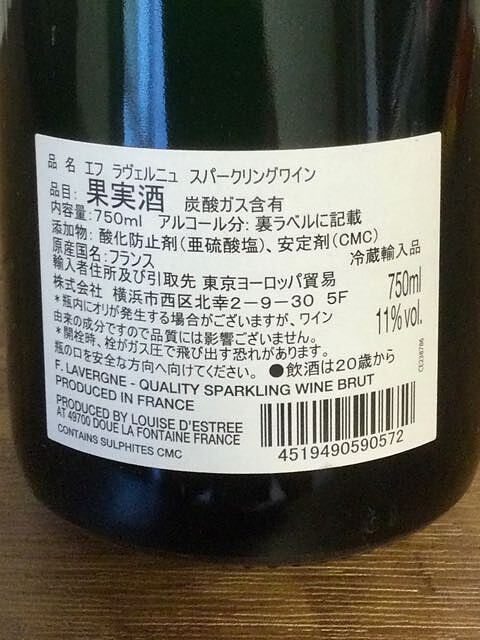 品 名 エフ ラヴェルニュ スパークリングワイン
品目: 果実酒 炭酸ガス含有
内容量:750ml アルコール分: 裏ラベルに記載
添加物: 酸化防止剤(亜硫酸塩)、安定剤(CMC)
原産国名: フランス 冷蔵輸入品
輸入者住所及び引取先 東京ヨーロッパ貿易
株式会社 横浜市西区北幸2-9-30 5F
750ml
11% vol.
*瓶内にオリが発生する場合がございますが、ワイン
由来の成分ですので品質には影響ございません。
*開栓時、栓がガス圧で飛び出す恐れがあります。
瓶の口を安全な方向へ向けてください。 ●飲酒は20歳から
F. LAVERGNE - QUALITY SPARKLING WINE BRUT
PRODUCED IN FRANCE
PRODUCED BY LOUISE D'ESTREE
AT 49700 DOUE LA FONTAINE FRANCE
CONTAINS SULPHITES CMC
4519490590572